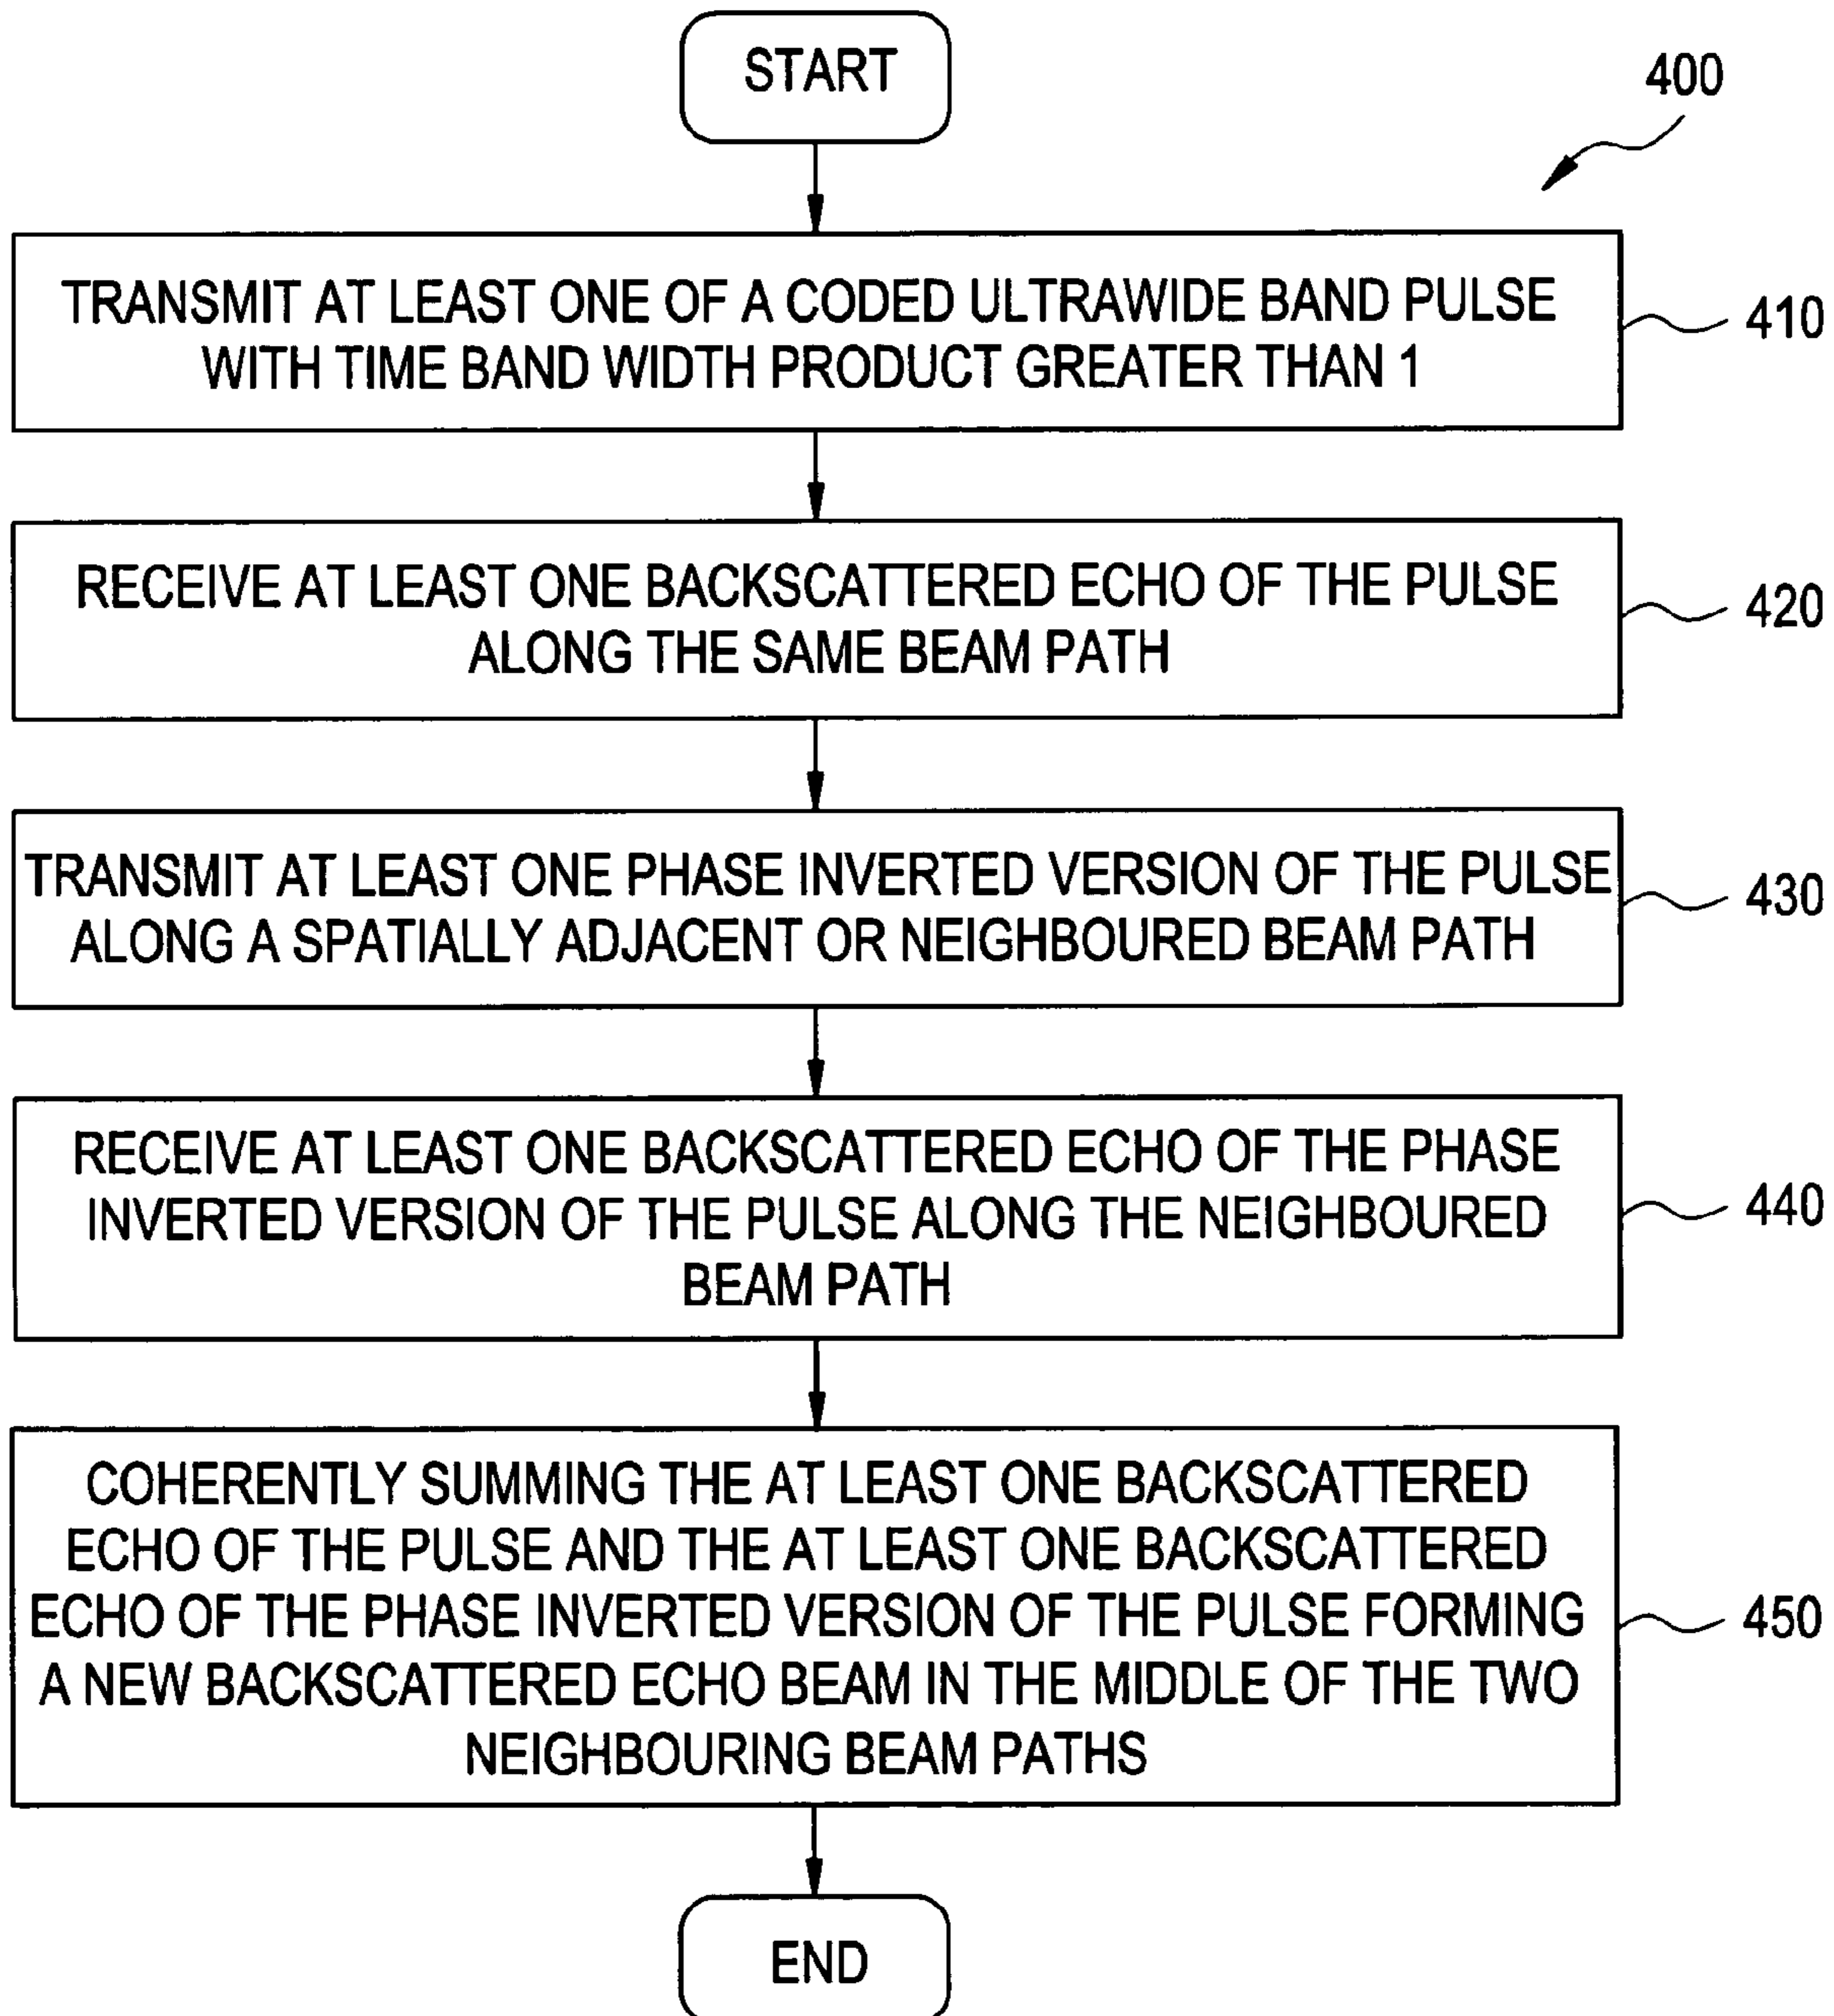 START
400
TRANSMIT AT LEAST ONE OF A CODED ULTRAWIDE BAND PULSE
WITH TIME BAND WIDTH PRODUCT GREATER THAN 1
410
RECEIVE AT LEAST ONE BACKSCATTERED ECHO OF THE PULSE
ALONG THE SAME BEAM PATH
420
TRANSMIT AT LEAST ONE PHASE INVERTED VERSION OF THE PULSE
ALONG A SPATIALLY ADJACENT OR NEIGHBOURED BEAM PATH
430
RECEIVE AT LEAST ONE BACKSCATTERED ECHO OF THE PHASE
INVERTED VERSION OF THE PULSE ALONG THE NEIGHBOURED
BEAM PATH
440
COHERENTLY SUMMING THE AT LEAST ONE BACKSCATTERED
ECHO OF THE PULSE AND THE AT LEAST ONE BACKSCATTERED
ECHO OF THE PHASE INVERTED VERSION OF THE PULSE FORMING
A NEW BACKSCATTERED ECHO BEAM IN THE MIDDLE OF THE TWO
NEIGHBOURING BEAM PATHS
450
END